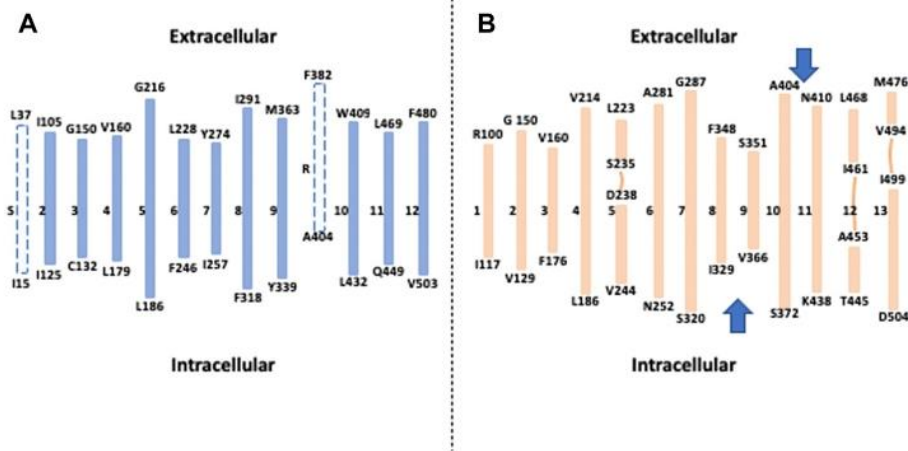 A
Extracellular
L37 I105 G150 V160 G216 L228 Y274 I291 M363 F382 W409 L469 F480
S 2 3 4 5 6 7 8 9 R 10 11 12
I15 I125 C132 L179 L186 F246 I257 F318 Y339 A404 L432 Q449 V503
Intracellular
B
Extracellular
R100 G 150 V160 V214 L223 A281 G287 F348 S351 A404 N410 L468 M476
S235 I461 V494
D238 A453 I499
1 2 3 4 5 6 7 8 9 10 11 12 13
I117 V129 F176 L186 V244 N252 S320 I329 V366 S372 K438 T445 D504
Intracellular